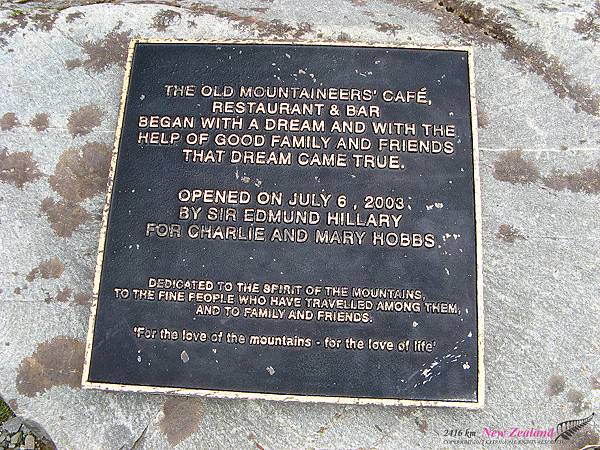 THE OLD MOUNTAINEERS' CAFÉ,
RESTAURANT & BAR
BEGAN WITH A DREAM AND WITH THE
HELP OF GOOD FAMILY AND FRIENDS
THAT DREAM CAME TRUE.
OPENED ON JULY 6, 2003
BY SIR EDMUND HILLARY
FOR CHARLIE AND MARY HOBBS
DEDICATED TO THE SPIRIT OF THE MOUNTAINS,
TO THE FINE PEOPLE WHO HAVE TRAVELLED AMONG THEM,
AND TO FAMILY AND FRIENDS.
'For the love of the mountains - for the love of life'
2416 km New Zealand